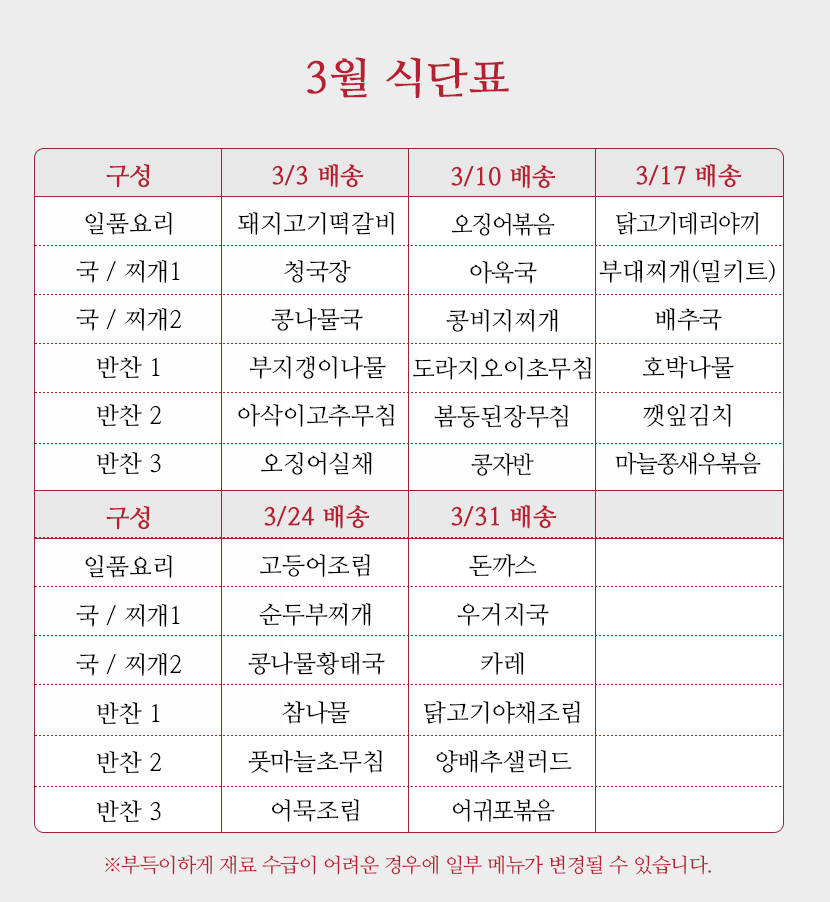 3월 식단표
구성 3/3 배송 3/10 배송 3/17 배송
일품요리 돼지고기떡갈비 오징어볶음 닭고기데리야끼
국 / 찌개1 청국장 아욱국 부대찌개(밀키트)
국 / 찌개2 콩나물국 콩비지찌개 배추국
반찬 1 부지갱이나물 도라지오이초무침 호박나물
반찬 2 아삭이고추무침 봄동된장무침 깻잎김치
반찬 3 오징어실채 콩자반 마늘쫑새우볶음
구성 3/24 배송 3/31 배송
일품요리 고등어조림 돈까스
국 / 찌개1 순두부찌개 우거지국
국 / 찌개2 콩나물황태국 카레
반찬 1 참나물 닭고기야채조림
반찬 2 풋마늘초무침 양배추샐러드
반찬 3 어묵조림 어귀포볶음
※부득이하게 재료 수급이 어려운 경우에 일부 메뉴가 변경될 수 있습니다.